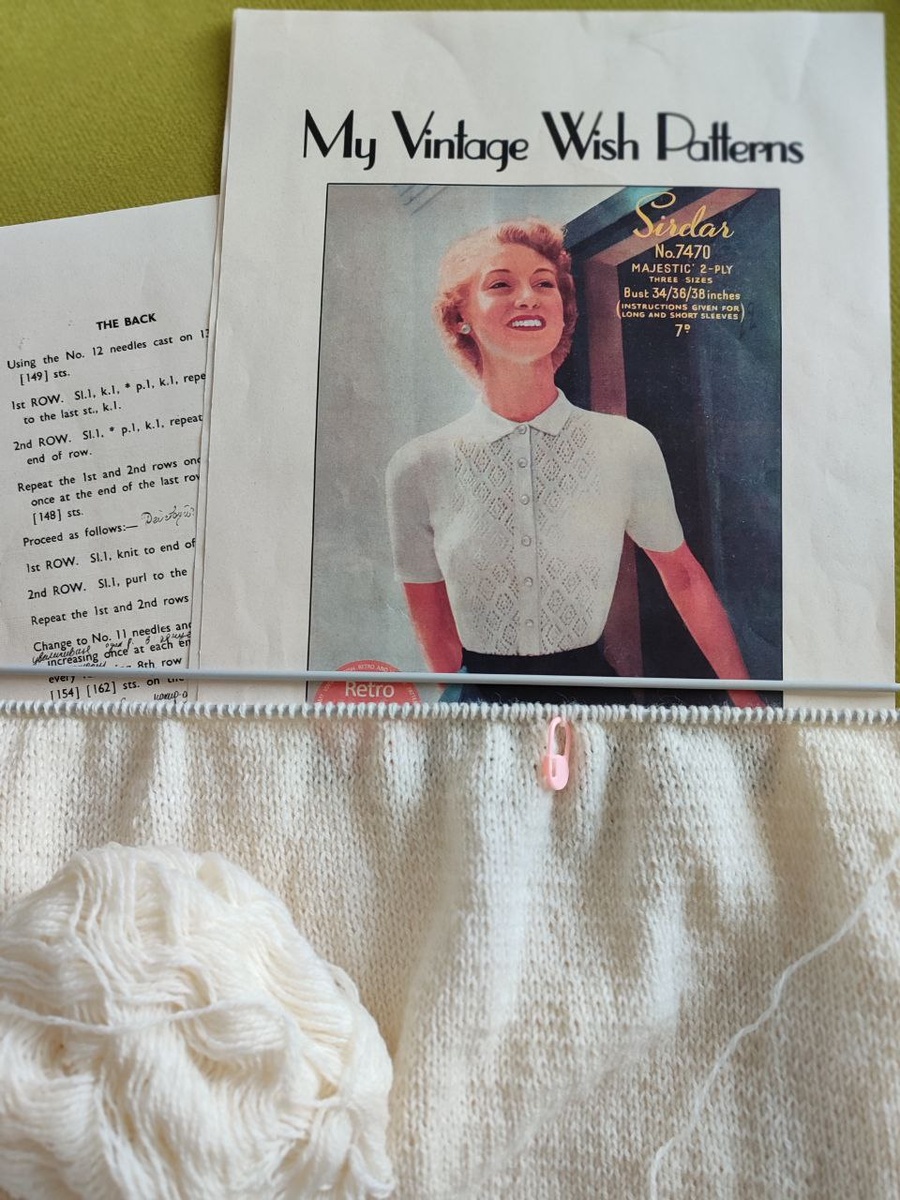 My Vintage Wish Patterns
Sirdar
No. 7470
MAJESTIC' 2-PLY
THREE SIZES
Bust 34/36/38 inches
(INSTRUCTIONS GIVEN FOR
LONG AND SHORT SLEEVES)
7ᴰ
Retro
THE BACK
Using the No. 12 needles cast on
[149] sts.
1st ROW. Sl.1, k.1, * p.1, k.1,
to the last st., k.1.
2nd ROW. Sl.1, * p.1, k.1, repeat
end of row.
Repeat the 1st and 2nd rows
once at the end of the last
[148] sts.
Proceed as follows:—
1st ROW. Sl.1, knit to end of
2nd ROW. Sl.1, purl to the
Repeat the 1st and 2nd rows
Change to No. 11 needles
increasing once at each
every 8th row
[154] [162] sts. on